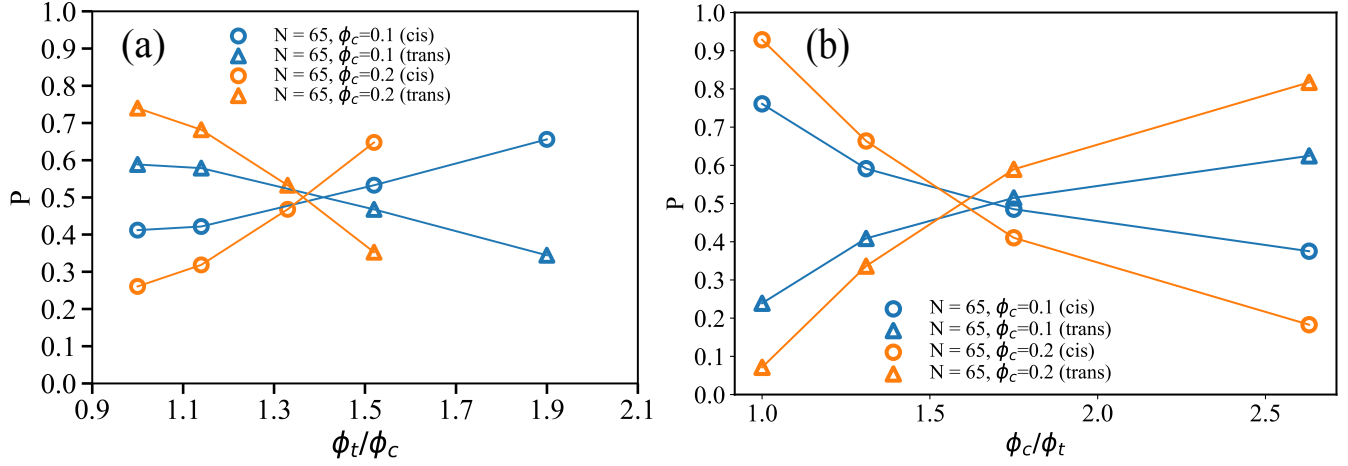 (a)
N = 65, ϕc=0.1 (cis)
N = 65, ϕc=0.1 (trans)
N = 65, ϕc=0.2 (cis)
N = 65, ϕc=0.2 (trans)
1.0
0.9
0.8
0.7
0.6
0.5
0.4
0.3
0.2
0.1
0.0
P
0.9 1.1 1.3 1.5 1.7 1.9 2.1
ϕt/ϕc
(b)
1.0
0.9
0.8
0.7
0.6
0.5
0.4
0.3
0.2
0.1
0.0
P
N = 65, ϕc=0.1 (cis)
N = 65, ϕc=0.1 (trans)
N = 65, ϕc=0.2 (cis)
N = 65, ϕc=0.2 (trans)
1.0 1.5 2.0 2.5
ϕc/ϕt